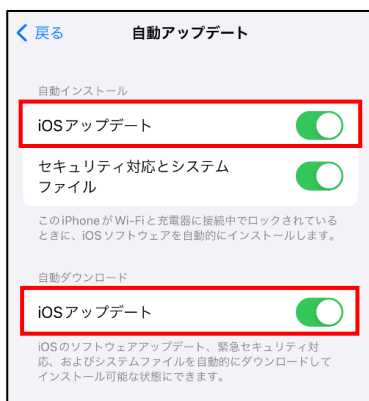 戻る 自動アップデート
自動インストール
iOSアップデート
セキュリティ対応とシステム
ファイル
このiPhoneがWi-Fiと充電器に接続中でロックされている
ときに、iOSソフトウェアを自動的にインストールします。
自動ダウンロード
iOSアップデート
iOSのソフトウェアアップデート、緊急セキュリティ対
応、およびシステムファイルを自動的にダウンロードして
インストール可能な状態にできます。